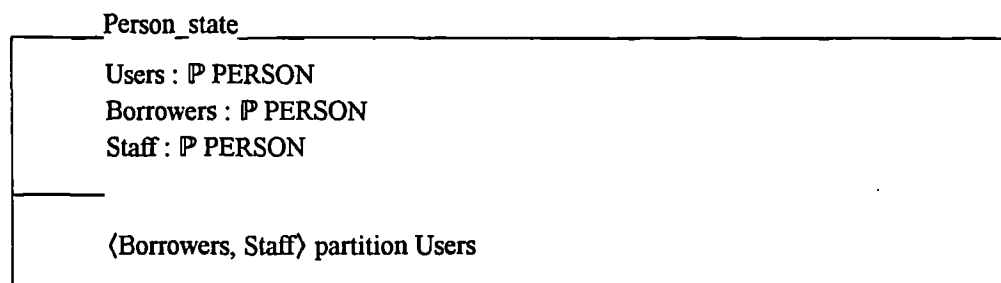 Person_state
Users : ℙ PERSON
Borrowers : ℙ PERSON
Staff : ℙ PERSON
⟨Borrowers, Staff⟩ partition Users